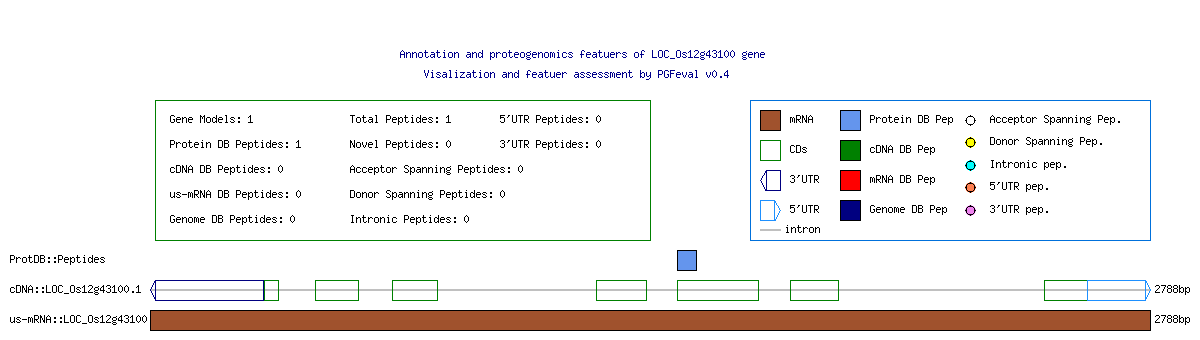 Annotation and proteogenomics featuers of LOC_Os12g43100 gene
Visalization and featuer assessment by PGFeval v0.4
Gene Models: 1 Total Peptides: 1 5'UTR Peptides: 0
Protein DB Peptides: 1 Novel Peptides: 0 3'UTR Peptides: 0
cDNA DB Peptides: 0 Acceptor Spanning Peptides: 0
us-mRNA DB Peptides: 0 Donor Spanning Peptides: 0
Genome DB Peptides: 0 Intronic Peptides: 0
mRNA Protein DB Pep Acceptor Spanning Pep.
CDs cDNA DB Pep Donor Spanning Pep.
3'UTR mRNA DB Pep Intronic pep.
5'UTR Genome DB Pep 5'UTR pep.
intron 3'UTR pep.
ProtDB::Peptides
cDNA::LOC_Os12g43100.1 2788bp
us-mRNA::LOC_Os12g43100 2788bp